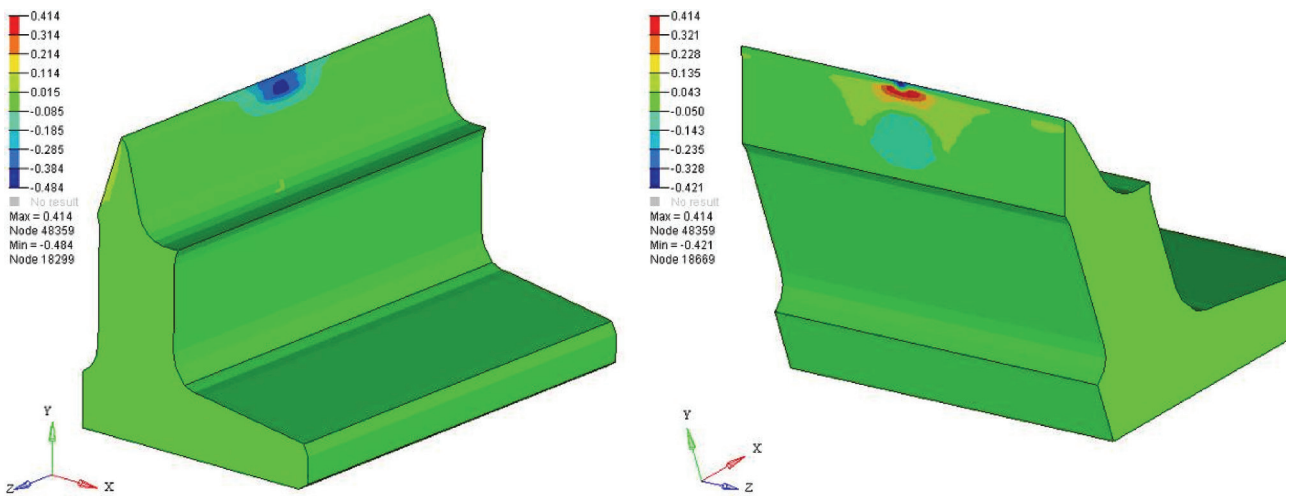 0.414
0.314
0.214
0.114
0.015
-0.085
-0.185
-0.285
-0.384
-0.484
No result
Max = 0.414
Node 48359
Min = -0.484
Node 18299
Y
Z
X
0.414
0.321
0.228
0.135
0.043
-0.050
-0.143
-0.235
-0.328
-0.421
No result
Max = 0.414
Node 48359
Min = -0.421
Node 18669
Y
X
Z